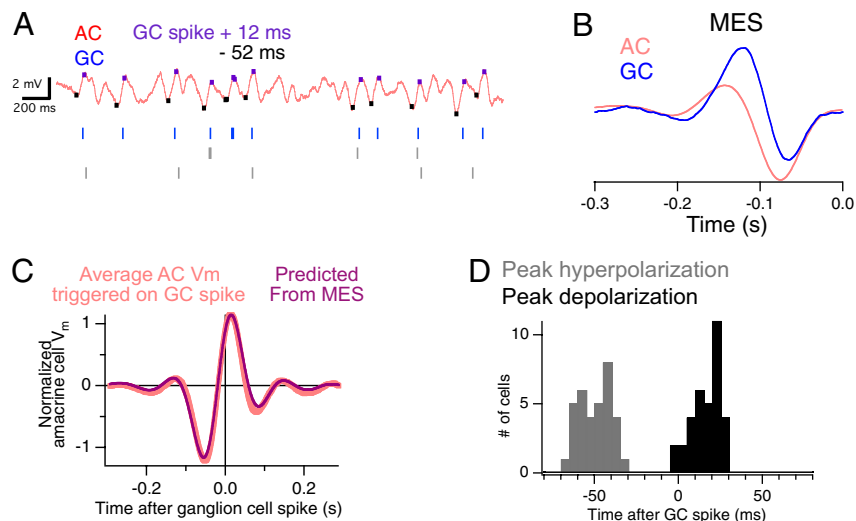 A
AC
GC
GC spike + 12 ms
- 52 ms
2 mV
200 ms
B
MES
AC
GC
-0.3
-0.2
-0.1
0.0
Time (s)
C
Average AC Vm
triggered on GC spike
Predicted
From MES
Normalized
amacrine cell Vm
1
0
-1
-0.2
0.0
0.2
Time after ganglion cell spike (s)
D
Peak hyperpolarization
Peak depolarization
# of cells
10
5
0
-50
0
50
Time after GC spike (ms)